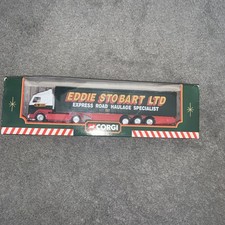 EDDIE STOBART LTD
EXPRESS ROAD HAULAGE SPECIALIST
CORGI